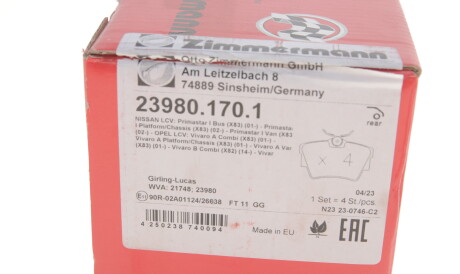 Zimmermann
Otto Zimmermann GmbH
Am Leitzelbach 8
74889 Sinsheim/Germany
23980.170.1
rear
NISSAN LCV: Primastar I Bus (X83) (01-) - Primastar
I-Platform/Chassis (X83) (02-) - Primastar I Van (X83)
(02-) - OPEL LCV: Vivaro A Combi (X83) (01-) - Vivaro A Van
Vivaro A Platform/Chassis (X83)
(X83) (01-) - Vivaro B Combi (X82) (14-) - Vivar
x 4
Girling-Lucas
WVA: 21748; 23980
E11 90R-02A01124/26638 FT 11 GG
04/23
1 Set = 4 St./pcs.
N23 23-0746-C2
4 250238 740094
Made in EU
EAC